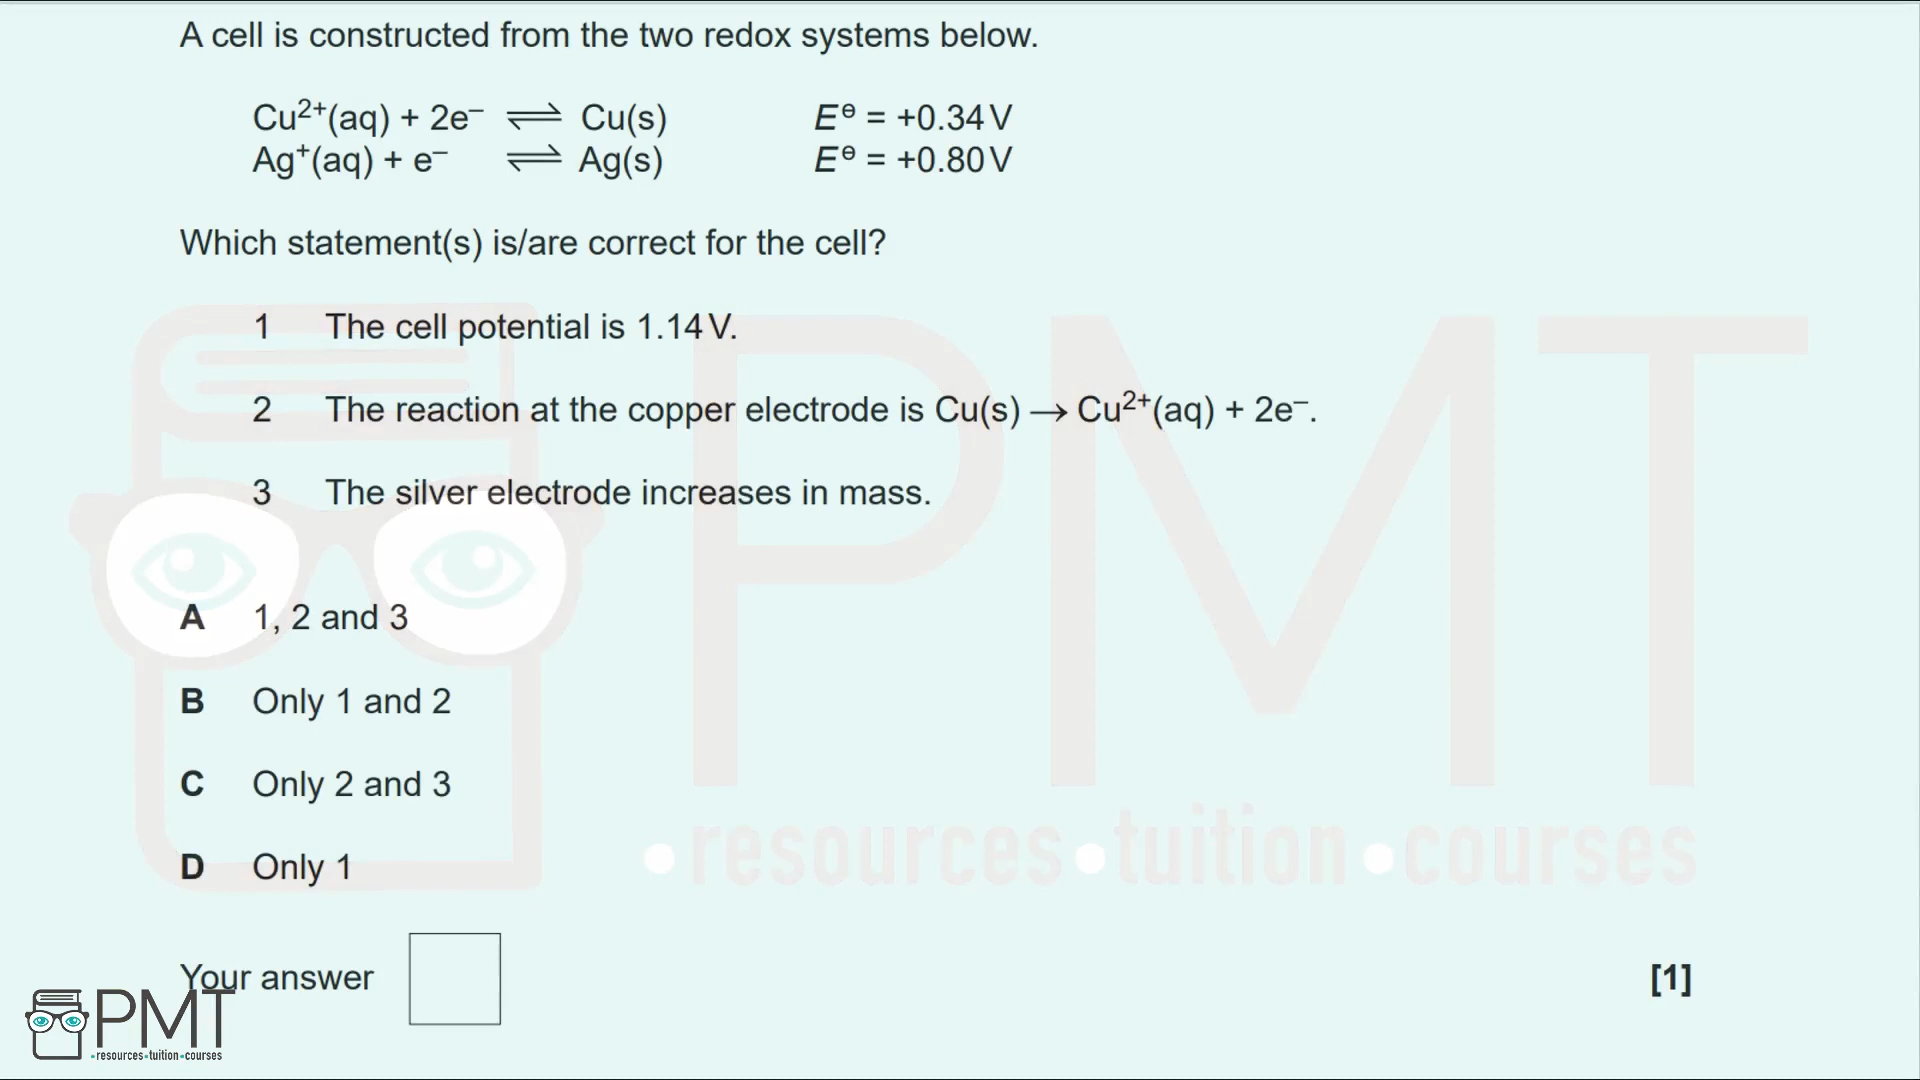 A cell is constructed from the two redox systems below.
Cu²⁺(aq) + 2e⁻ ⇌ Cu(s) E⦵ = +0.34 V
Ag⁺(aq) + e⁻ ⇌ Ag(s) E⦵ = +0.80 V
Which statement(s) is/are correct for the cell?
1 The cell potential is 1.14 V.
2 The reaction at the copper electrode is Cu(s) → Cu²⁺(aq) + 2e⁻.
3 The silver electrode increases in mass.
A 1, 2 and 3
B Only 1 and 2
C Only 2 and 3
D Only 1
Your answer [1]
PMT
•resources•tuition•courses
PMT
•resources•tuition•courses